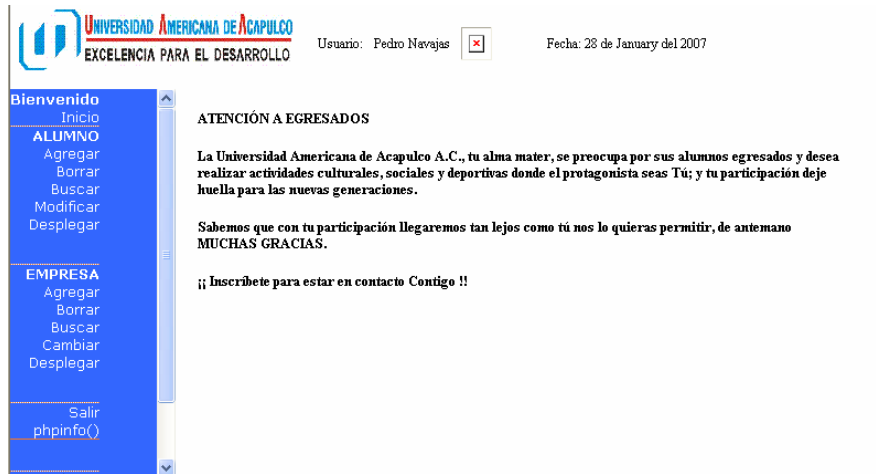 UNIVERSIDAD AMERICANA DE ACAPULCO
EXCELENCIA PARA EL DESARROLLO
Usuario: Pedro Navajas
Fecha: 28 de January del 2007
Bienvenido
Inicio
ALUMNO
Agregar
Borrar
Buscar
Modificar
Desplegar
EMPRESA
Agregar
Borrar
Buscar
Cambiar
Desplegar
Salir
phpinfo()
ATENCIÓN A EGRESADOS
La Universidad Americana de Acapulco A.C., tu alma mater, se preocupa por sus alumnos egresados y desea
realizar actividades culturales, sociales y deportivas donde el protagonista seas Tú; y tu participación deje
huella para las nuevas generaciones.
Sabemos que con tu participación llegaremos tan lejos como tú nos lo quieras permitir, de antemano
MUCHAS GRACIAS.
¡¡ Inscríbete para estar en contacto Contigo !!